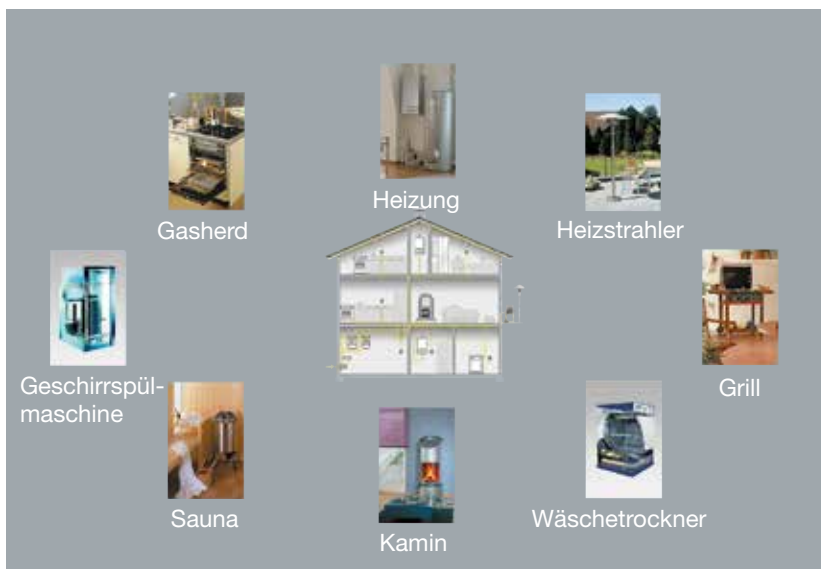 Heizung
Gasherd
Heizstrahler
Geschirrspül-
maschine
Grill
Sauna
Kamin
Wäschetrockner